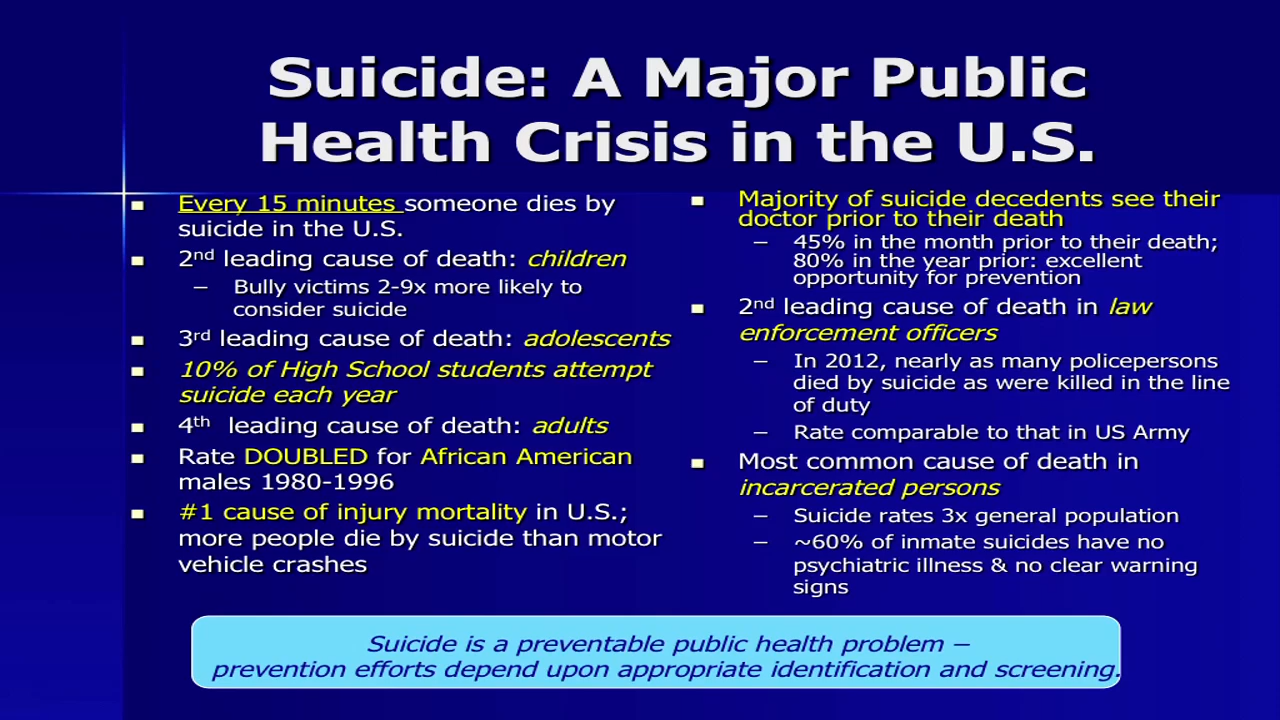 Suicide: A Major Public
Health Crisis in the U.S.
Every 15 minutes someone dies by
suicide in the U.S.
2nd leading cause of death: children
– Bully victims 2-9x more likely to
consider suicide
3rd leading cause of death: adolescents
10% of High School students attempt
suicide each year
4th leading cause of death: adults
Rate DOUBLED for African American
males 1980-1996
#1 cause of injury mortality in U.S.;
more people die by suicide than motor
vehicle crashes
Majority of suicide decedents see their
doctor prior to their death
– 45% in the month prior to their death;
80% in the year prior: excellent
opportunity for prevention
2nd leading cause of death in law
enforcement officers
– In 2012, nearly as many policepersons
died by suicide as were killed in the line
of duty
– Rate comparable to that in US Army
Most common cause of death in
incarcerated persons
– Suicide rates 3x general population
– ~60% of inmate suicides have no
psychiatric illness & no clear warning
signs
Suicide is a preventable public health problem –
prevention efforts depend upon appropriate identification and screening.